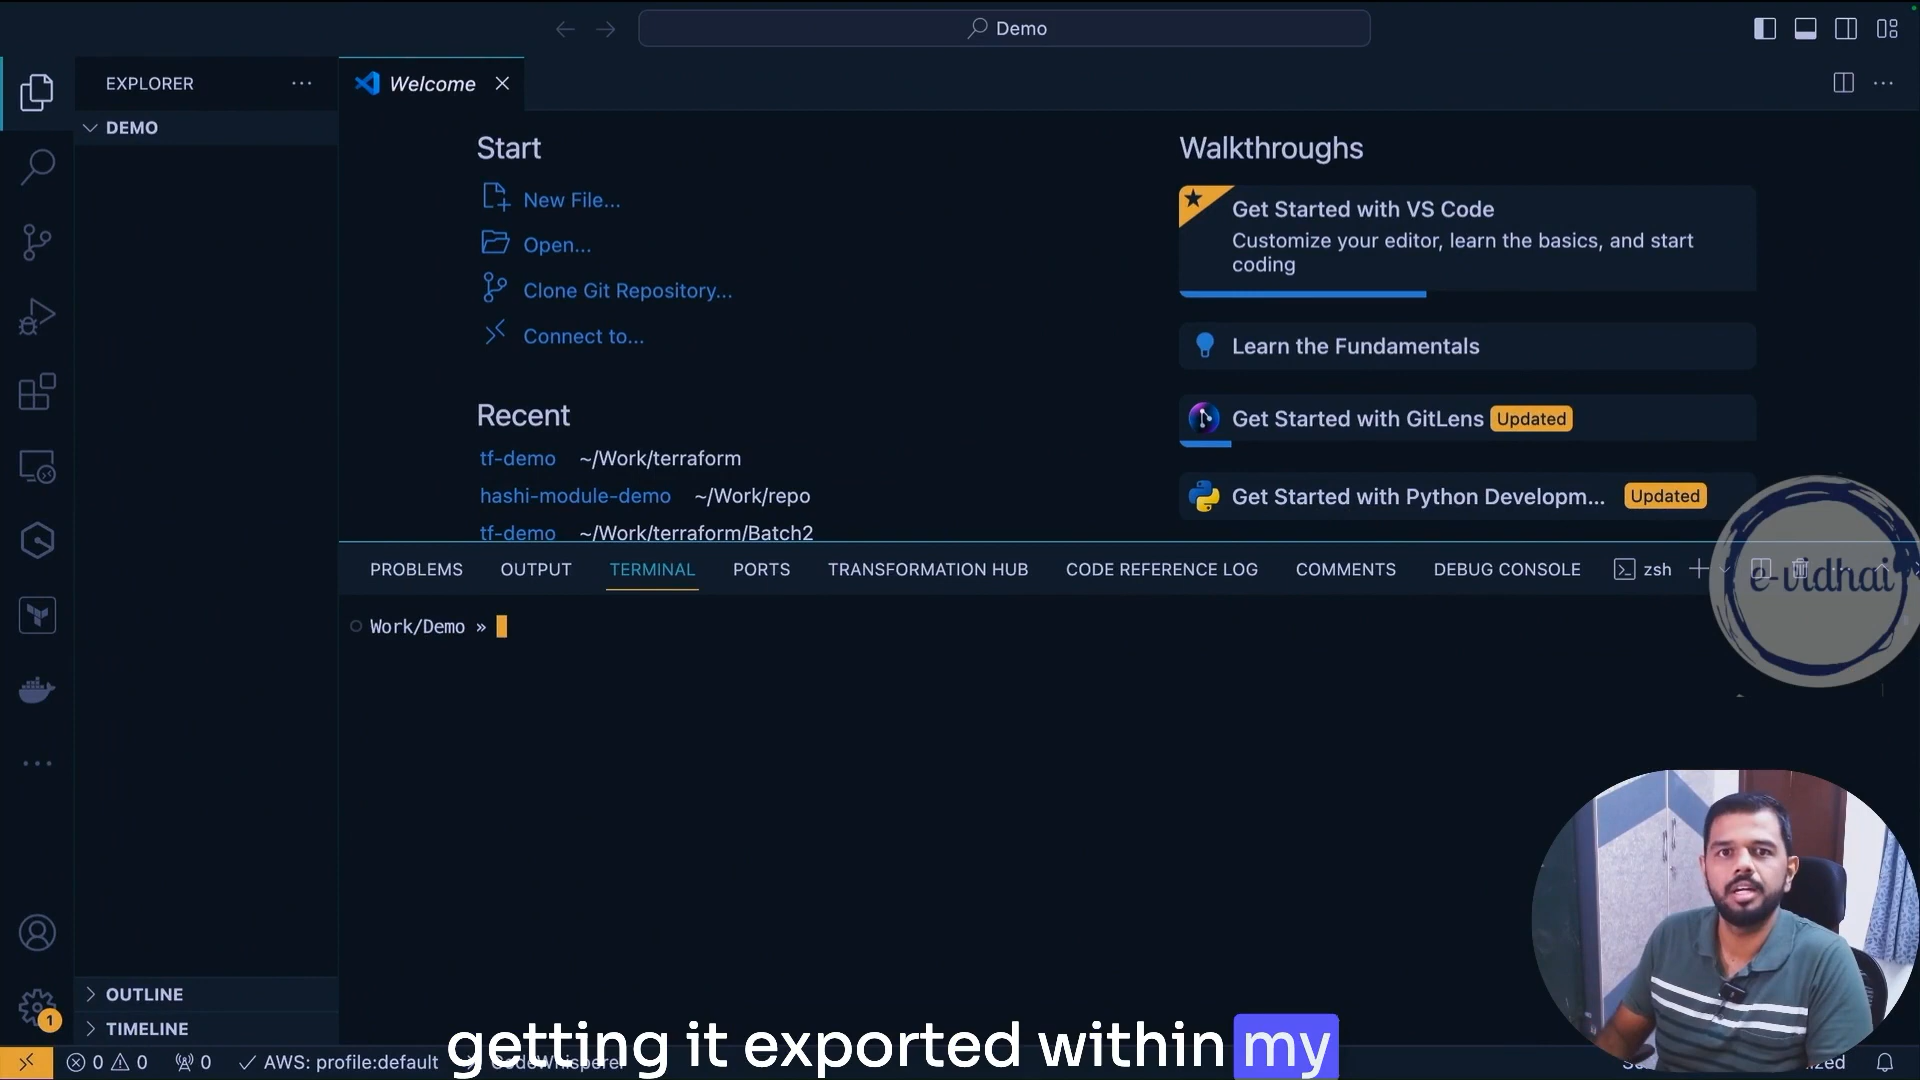 Demo
EXPLORER
Welcome
DEMO
Start
New File...
Open...
Clone Git Repository...
Connect to...
Recent
tf-demo ~/Work/terraform
hashi-module-demo ~/Work/repo
tf-demo ~/Work/terraform/Batch2
Walkthroughs
Get Started with VS Code
Customize your editor, learn the basics, and start
coding
Learn the Fundamentals
Get Started with GitLens Updated
Get Started with Python Developm... Updated
PROBLEMS OUTPUT TERMINAL PORTS TRANSFORMATION HUB CODE REFERENCE LOG COMMENTS DEBUG CONSOLE zsh
e-vidhai
Work/Demo »
OUTLINE
TIMELINE
1
getting it exported within my
0 0 0 AWS: profile:default